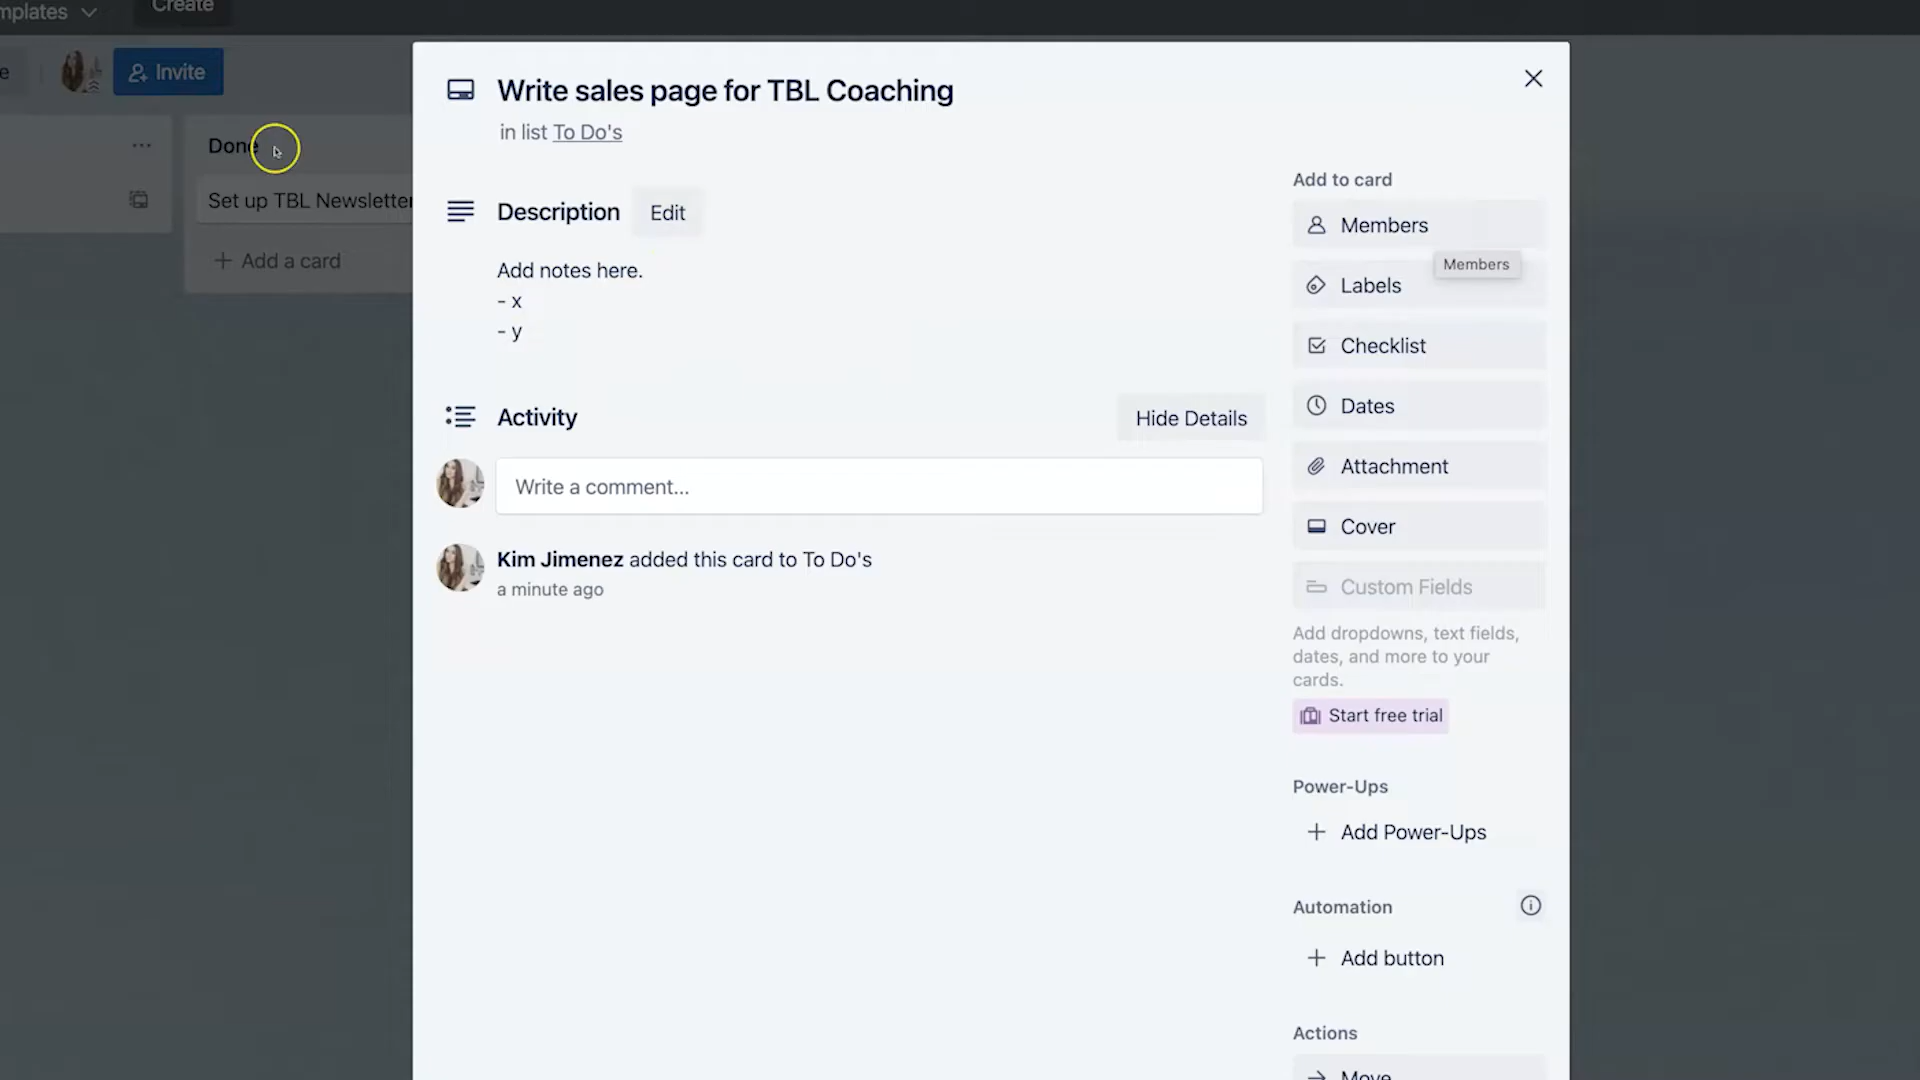 Create
Invite
Done
Set up TBL Newsletter
+ Add a card
Write sales page for TBL Coaching
in list To Do's
Description
Edit
Add notes here.
- x
- y
Activity
Hide Details
Write a comment...
Kim Jimenez added this card to To Do's
a minute ago
Add to card
Members
Members
Labels
Checklist
Dates
Attachment
Cover
Custom Fields
Add dropdowns, text fields,
dates, and more to your
cards.
Start free trial
Power-Ups
+ Add Power-Ups
Automation
+ Add button
Actions
Move